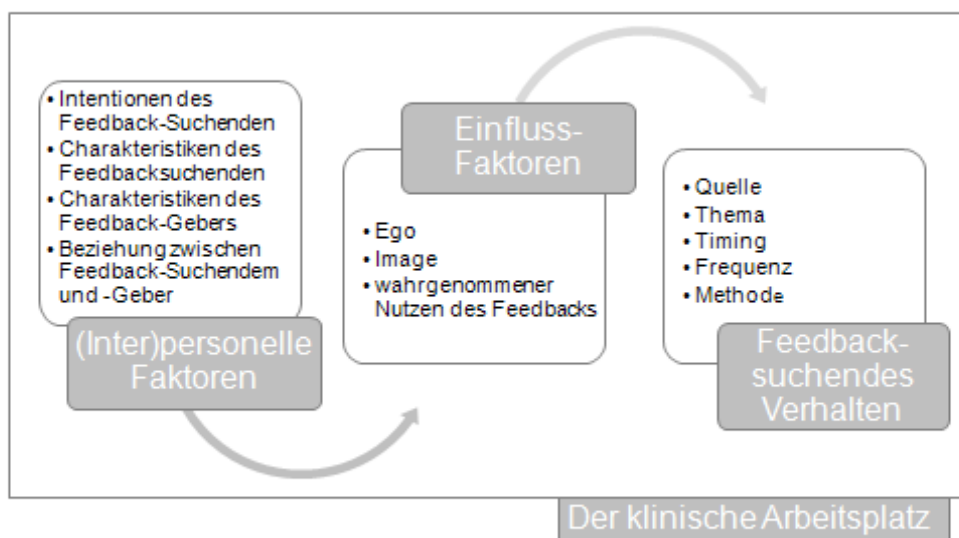 • Intentionen des
Feedback-Suchenden
• Charakteristiken des
Feedbacksuchenden
• Charakteristiken des
Feedback-Gebers
• Beziehung zwischen
Feedback-Suchendem
und -Geber
(Inter)personelle
Faktoren
Einfluss-
Faktoren
• Ego
• Image
• wahrgenommener
Nutzen des Feedbacks
• Quelle
• Thema
• Timing
• Frequenz
• Methode
Feedback-
suchendes
Verhalten
Der klinische Arbeitsplatz